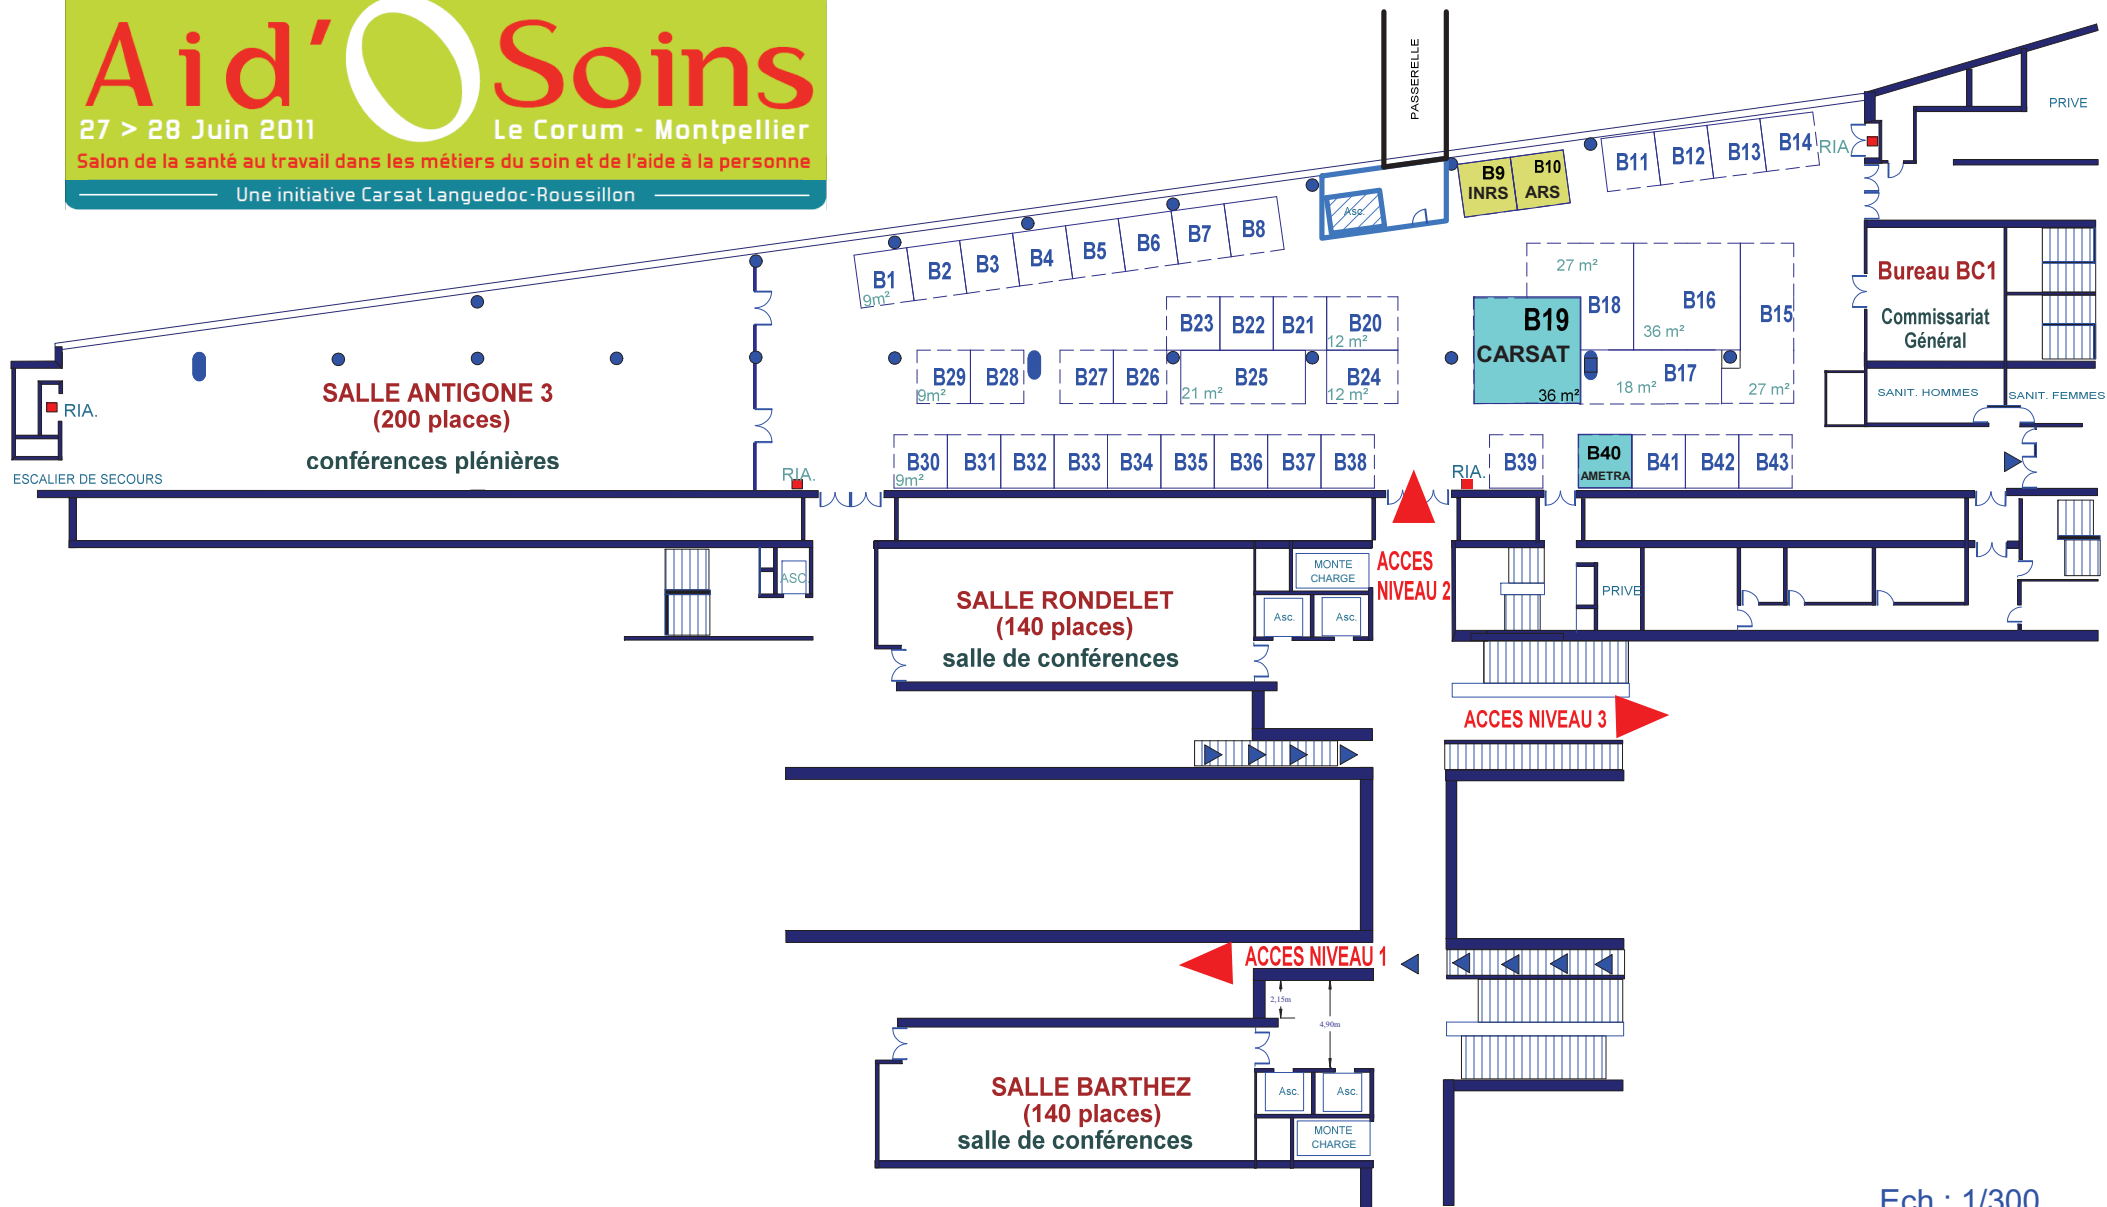 Aid'O Soins
27 > 28 Juin 2011
Le Corum - Montpellier
Salon de la santé au travail dans les métiers du soin et de l'aide à la personne
Une initiative Carsat Languedoc-Roussillon
PASSERELLE
PRIVE
RIA.
B14
B13
B12
B11
B10
ARS
B9
INRS
Asc.
B8
B7
B6
B5
B4
B3
B2
B1
9m²
27 m²
B18
B16
36 m²
B15
27 m²
B19
CARSAT
36 m²
B17
18 m²
Bureau BC1
Commissariat
Général
SANIT. HOMMES
SANIT. FEMMES
B23
B22
B21
B20
12 m²
B29
9m²
B28
B27
B26
B25
21 m²
B24
12 m²
SALLE ANTIGONE 3
(200 places)
conférences plénières
RIA.
ESCALIER DE SECOURS
RIA.
B30
9m²
B31
B32
B33
B34
B35
B36
B37
B38
RIA.
B39
B40
AMETRA
B41
B42
B43
ASC.
SALLE RONDELET
(140 places)
salle de conférences
MONTE
CHARGE
Asc.
Asc.
ACCES
NIVEAU 2
PRIVE
ACCES NIVEAU 3
ACCES NIVEAU 1
2,15m
4,90m
SALLE BARTHEZ
(140 places)
salle de conférences
Asc.
Asc.
MONTE
CHARGE
Ech : 1/300